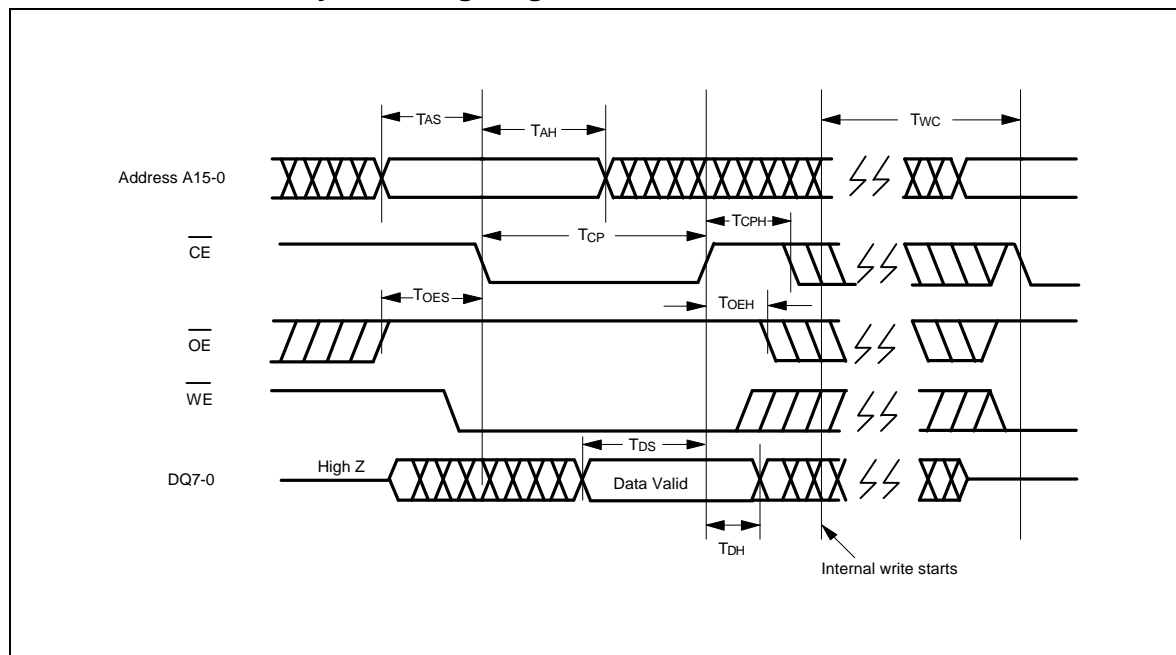 TAS
TAH
TWC
Address A15-0
TCPH
TCP
CE
TOES
TOEH
OE
WE
TDS
High Z
DQ7-0
Data Valid
TDH
Internal write starts